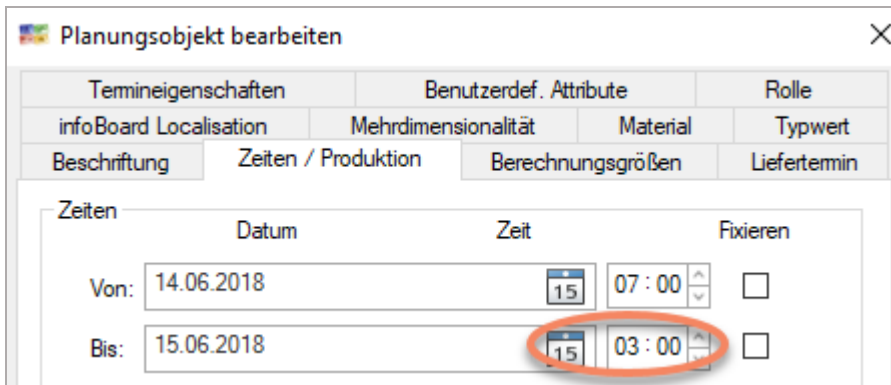 Planungsobjekt bearbeiten
Termineigenschaften Benutzerdef. Attribute Rolle
infoBoard Localisation Mehrdimensionalität Material Typwert
Beschriftung Zeiten / Produktion Berechnungsgrößen Liefertermin
Zeiten
Datum Zeit Fixieren
Von: 14.06.2018 15 07:00
Bis: 15.06.2018 15 03:00